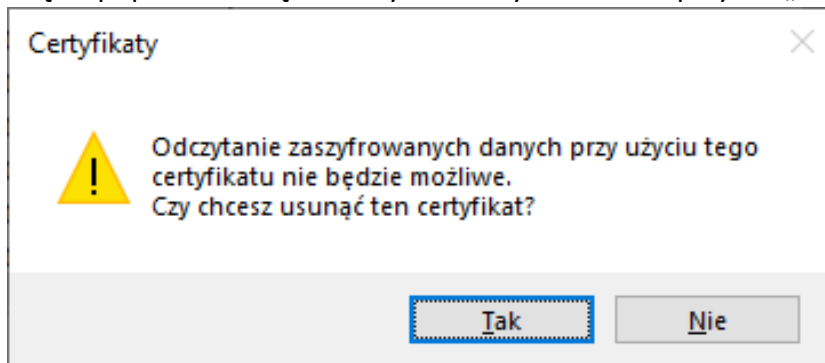 Certyfikaty
Odczytanie zaszyfrowanych danych przy użyciu tego
certyfikatu nie będzie możliwe.
Czy chcesz usunąć ten certyfikat?
Tak
Nie